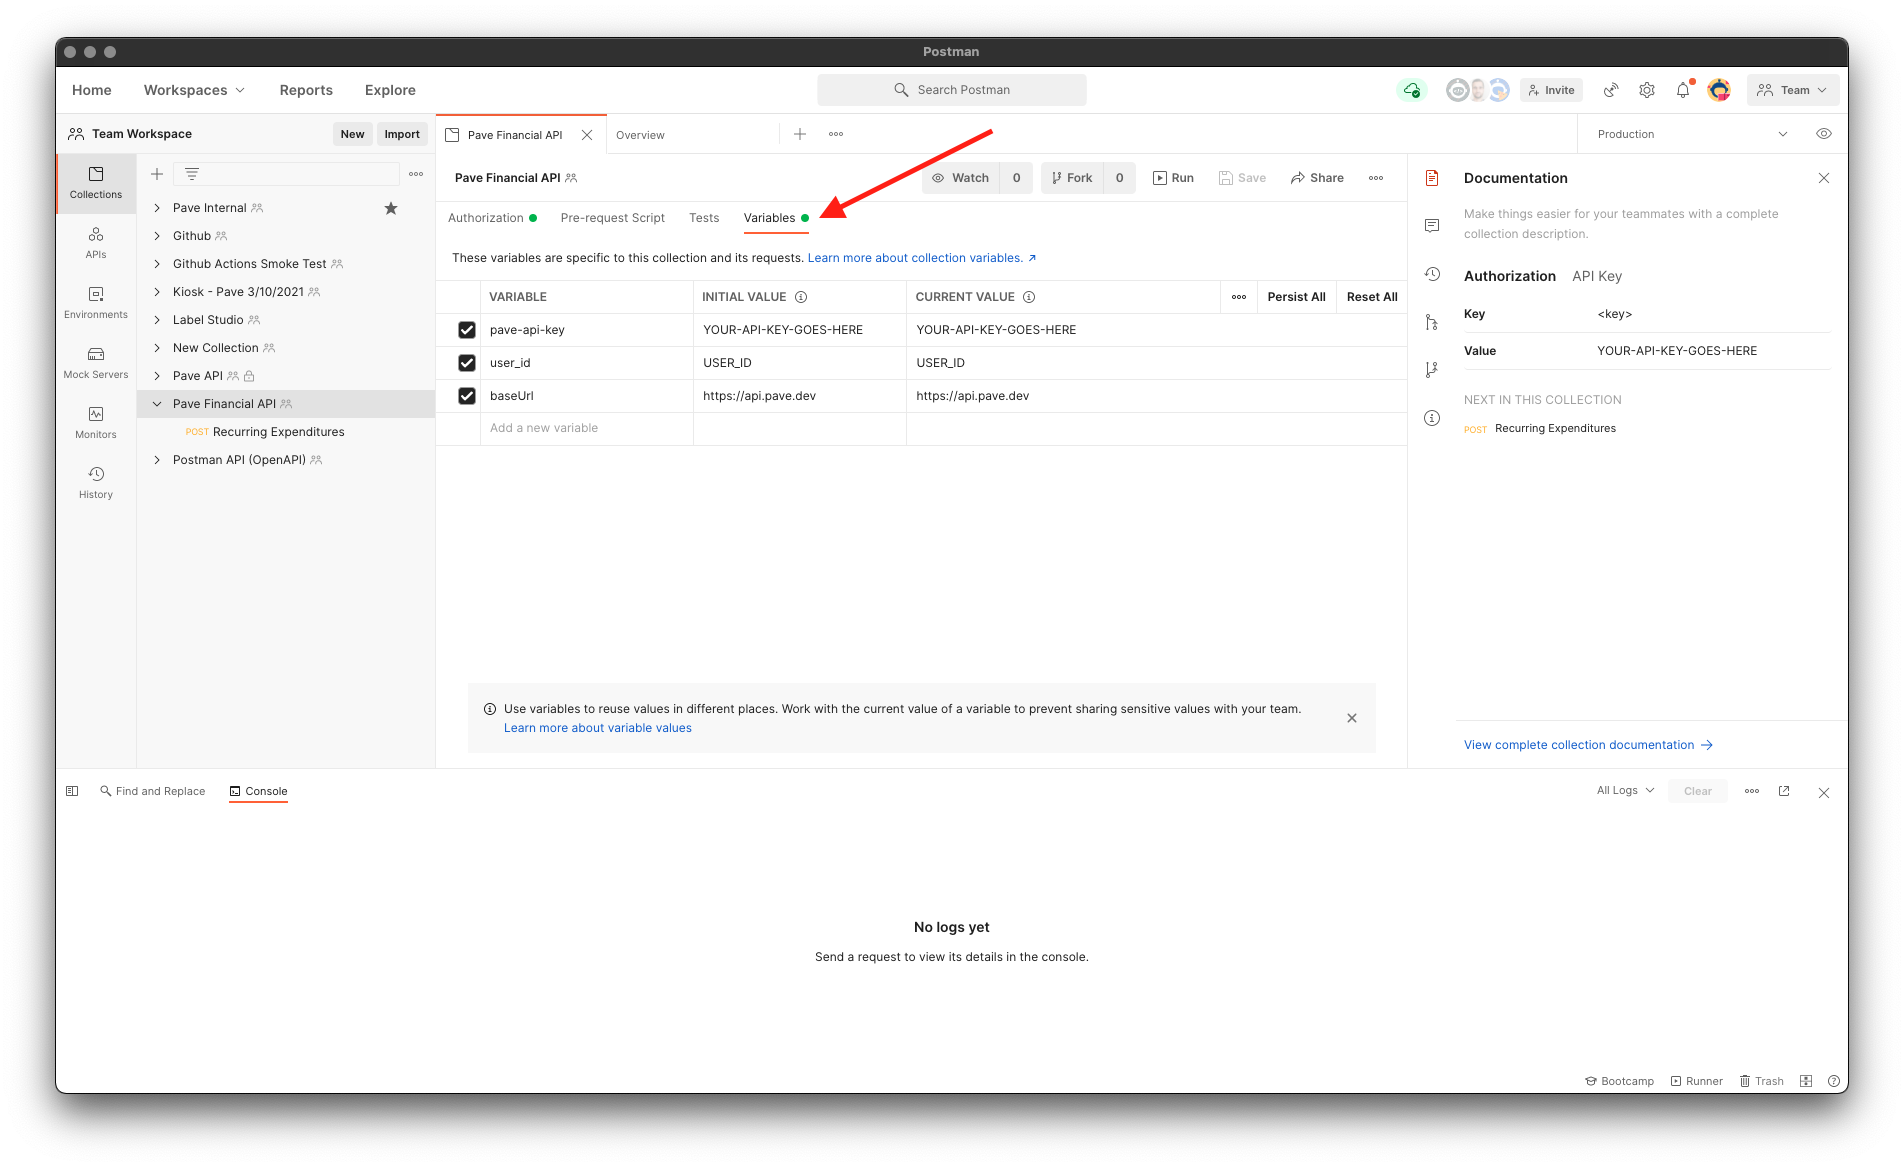 Postman
Home Workspaces Reports Explore Search Postman Invite Team
Team Workspace New Import Pave Financial API Overview Production
Collections
APIs
Environments
Mock Servers
Monitors
History
Pave Internal
Github
Github Actions Smoke Test
Kiosk - Pave 3/10/2021
Label Studio
New Collection
Pave API
Pave Financial API
POST Recurring Expenditures
Postman API (OpenAPI)
Pave Financial API Watch 0 Fork 0 Run Save Share
Authorization Pre-request Script Tests Variables
These variables are specific to this collection and its requests. Learn more about collection variables. ↗
VARIABLE INITIAL VALUE CURRENT VALUE Persist All Reset All
pave-api-key YOUR-API-KEY-GOES-HERE YOUR-API-KEY-GOES-HERE
user_id USER_ID USER_ID
baseUrl https://api.pave.dev https://api.pave.dev
Add a new variable
Use variables to reuse values in different places. Work with the current value of a variable to prevent sharing sensitive values with your team.
Learn more about variable values
Documentation
Make things easier for your teammates with a complete
collection description.
Authorization API Key
Key <key>
Value YOUR-API-KEY-GOES-HERE
NEXT IN THIS COLLECTION
POST Recurring Expenditures
View complete collection documentation →
Find and Replace Console All Logs Clear
No logs yet
Send a request to view its details in the console.
Bootcamp Runner Trash